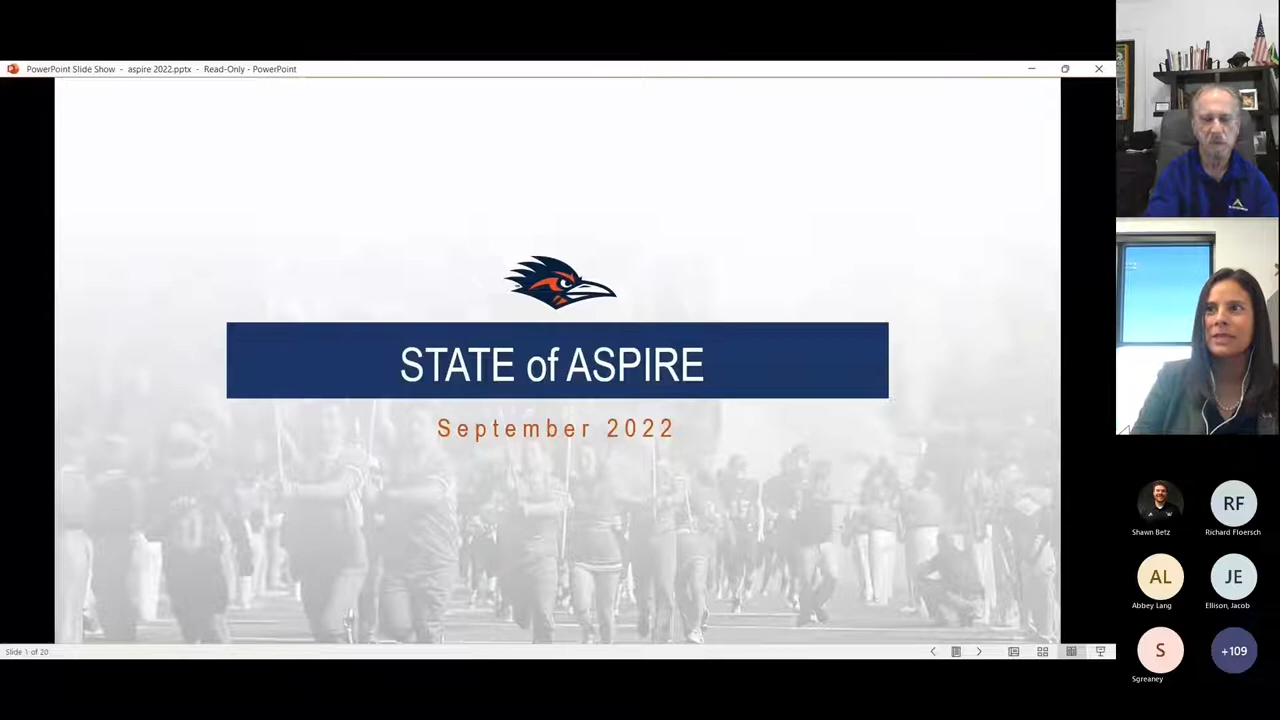 PowerPoint Slide Show - aspire 2022.pptx - Read-Only - PowerPoint
STATE of ASPIRE
September 2022
Slide 1 of 20
Shawn Betz
RF
Richard Floersch
AL
Abbey Lang
JE
Ellison, Jacob
S
Sgreaney
+109